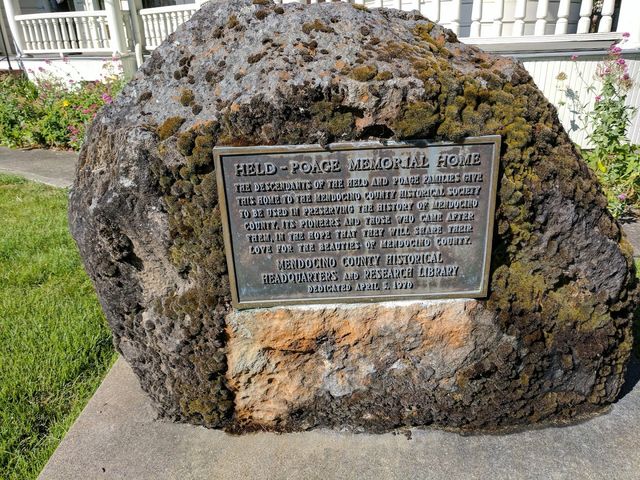 HELD - POAGE MEMORIAL HOME
THE DESCENDANTS OF THE HELD AND POAGE FAMILIES GIVE
THIS HOME TO THE MENDOCINO COUNTY HISTORICAL SOCIETY
TO BE USED IN PRESERVING THE HISTORY OF MENDOCINO
COUNTY, ITS PIONEERS AND THOSE WHO CAME AFTER
THEM, IN THE HOPE THAT THEY WILL SHARE THEIR
LOVE FOR THE BEAUTIES OF MENDOCINO COUNTY.
MENDOCINO COUNTY HISTORICAL
HEADQUARTERS AND RESEARCH LIBRARY
DEDICATED APRIL 5, 1970